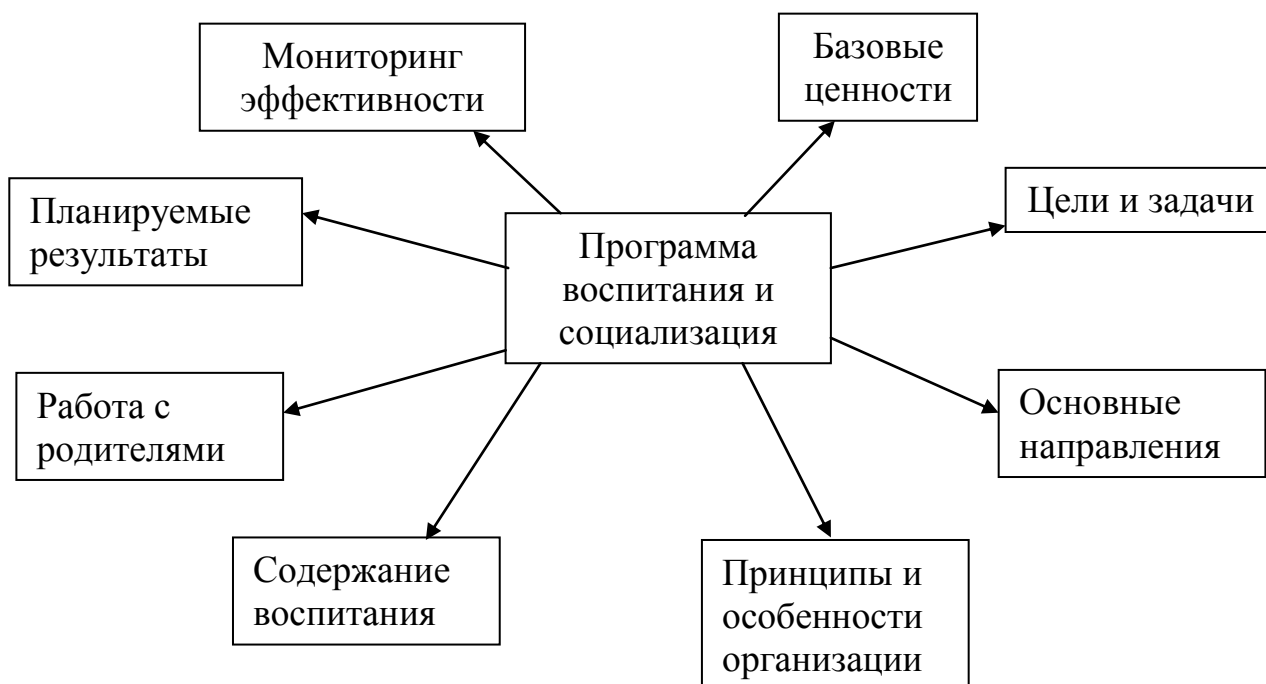 Мониторинг
эффективности
Базовые
ценности
Планируемые
результаты
Цели и задачи
Программа
воспитания и
социализация
Работа с
родителями
Основные
направления
Содержание
воспитания
Принципы и
особенности
организации